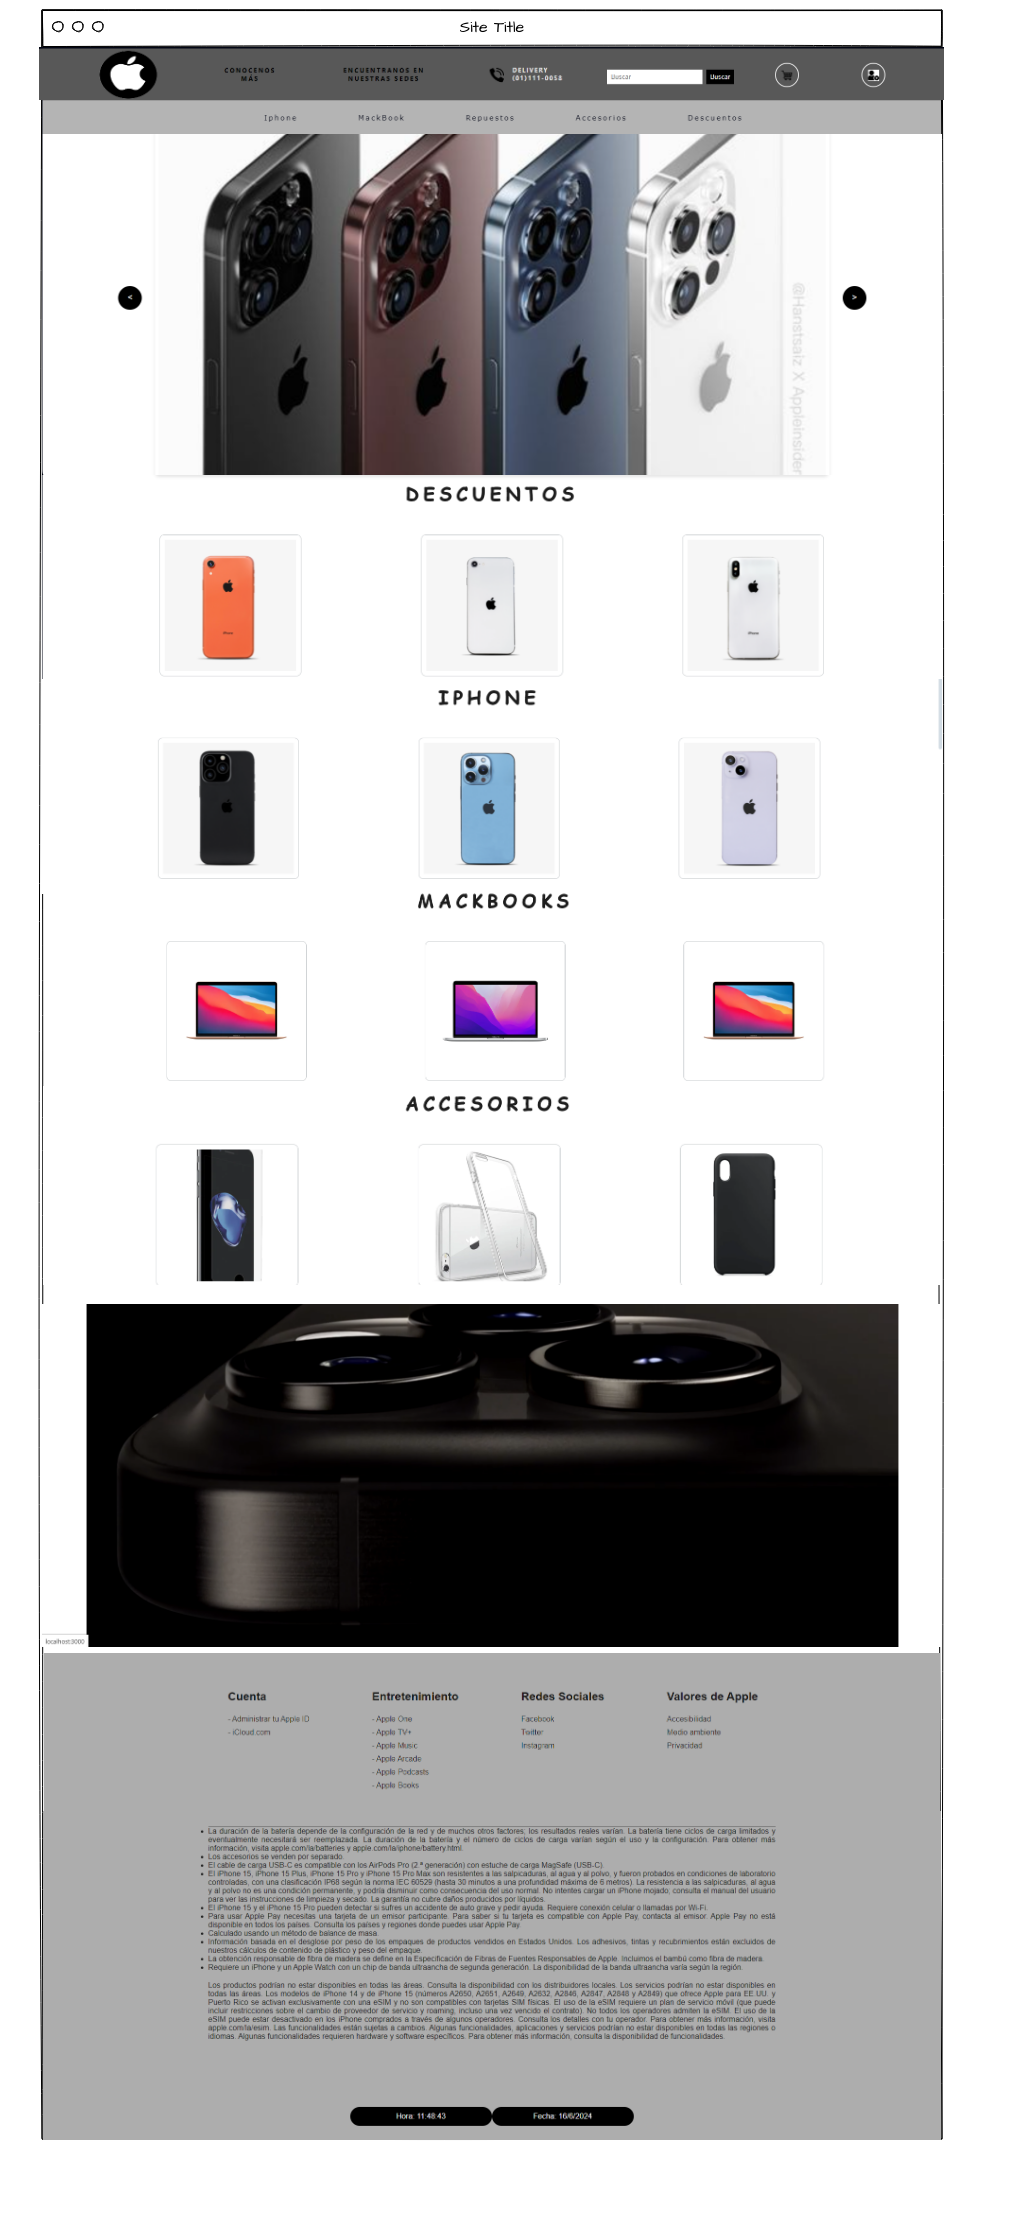 Site Title
CONOCENOS
MÁS
ENCUENTRANOS EN
NUESTRAS SEDES
DELIVERY
(01)111-0058
Buscar
Buscar
Iphone
MackBook
Repuestos
Accesorios
Descuentos
<
>
@Hanstsaiz X Appleinsider
DESCUENTOS
IPHONE
MACKBOOKS
ACCESORIOS
localhost:3000
Cuenta
- Administrar tu Apple ID
- iCloud.com
Entretenimiento
- Apple One
- Apple TV+
- Apple Music
- Apple Arcade
- Apple Podcasts
- Apple Books
Redes Sociales
Facebook
Twitter
Instagram
Valores de Apple
Accesibilidad
Medio ambiente
Privacidad
• La duración de la batería depende de la configuración de la red y de muchos otros factores; los resultados reales varían. La batería tiene ciclos de carga limitados y
eventualmente necesitará ser reemplazada. La duración de la batería y el número de ciclos de carga varían según el uso y la configuración. Para obtener más
información, visita apple.com/la/batteries y apple.com/la/iphone/battery.html.
• Los accesorios se venden por separado.
• El cable de carga USB-C es compatible con los AirPods Pro (2.ª generación) con estuche de carga MagSafe (USB-C).
• El iPhone 15, iPhone 15 Plus, iPhone 15 Pro y iPhone 15 Pro Max son resistentes a las salpicaduras, al agua y al polvo, y fueron probados en condiciones de laboratorio
controladas, con una clasificación IP68 según la norma IEC 60529 (hasta 30 minutos a una profundidad máxima de 6 metros). La resistencia a las salpicaduras, al agua
y al polvo no es una condición permanente, y podría disminuir como consecuencia del uso normal. No intentes cargar un iPhone mojado; consulta el manual del usuario
para ver las instrucciones de limpieza y secado. La garantía no cubre daños producidos por líquidos.
• El iPhone 15 y el iPhone 15 Pro pueden detectar si sufres un accidente de auto grave y pedir ayuda. Requiere conexión celular o llamadas por Wi-Fi.
• Para usar Apple Pay necesitas una tarjeta de un emisor participante. Para saber si tu tarjeta es compatible con Apple Pay, contacta al emisor. Apple Pay no está
disponible en todos los países. Consulta los países y regiones donde puedes usar Apple Pay.
• Calculado usando un método de balance de masa.
• Información basada en el desglose por peso de los empaques de productos vendidos en Estados Unidos. Los adhesivos, tintas y recubrimientos están excluidos de
nuestros cálculos de contenido de plástico y peso del empaque.
• La obtención responsable de fibra de madera se define en la Especificación de Fibras de Fuentes Responsables de Apple. Incluimos el bambú como fibra de madera.
• Requiere un iPhone y un Apple Watch con un chip de banda ultraancha de segunda generación. La disponibilidad de la banda ultraancha varía según la región.
Los productos podrían no estar disponibles en todas las áreas. Consulta la disponibilidad con los distribuidores locales. Los servicios podrían no estar disponibles en
todas las áreas. Los modelos de iPhone 14 y de iPhone 15 (números A2650, A2651, A2649, A2632, A2846, A2847, A2848 y A2849) que ofrece Apple para EE.UU. y
Puerto Rico se activan exclusivamente con una eSIM y no son compatibles con tarjetas SIM físicas. El uso de la eSIM requiere un plan de servicio móvil (que puede
incluir restricciones sobre el cambio de proveedor de servicio y roaming, incluso una vez vencido el contrato). No todos los operadores admiten la eSIM. El uso de la
eSIM puede estar desactivado en los iPhone comprados a través de algunos operadores. Consulta los detalles con tu operador. Para obtener más información, visita
apple.com/la/esim. Las funcionalidades están sujetas a cambios. Algunas funcionalidades, aplicaciones y servicios podrían no estar disponibles en todas las regiones o
idiomas. Algunas funcionalidades requieren hardware y software específicos. Para obtener más información, consulta la disponibilidad de funcionalidades.
Hora: 11:48:43
Fecha: 16/6/2024